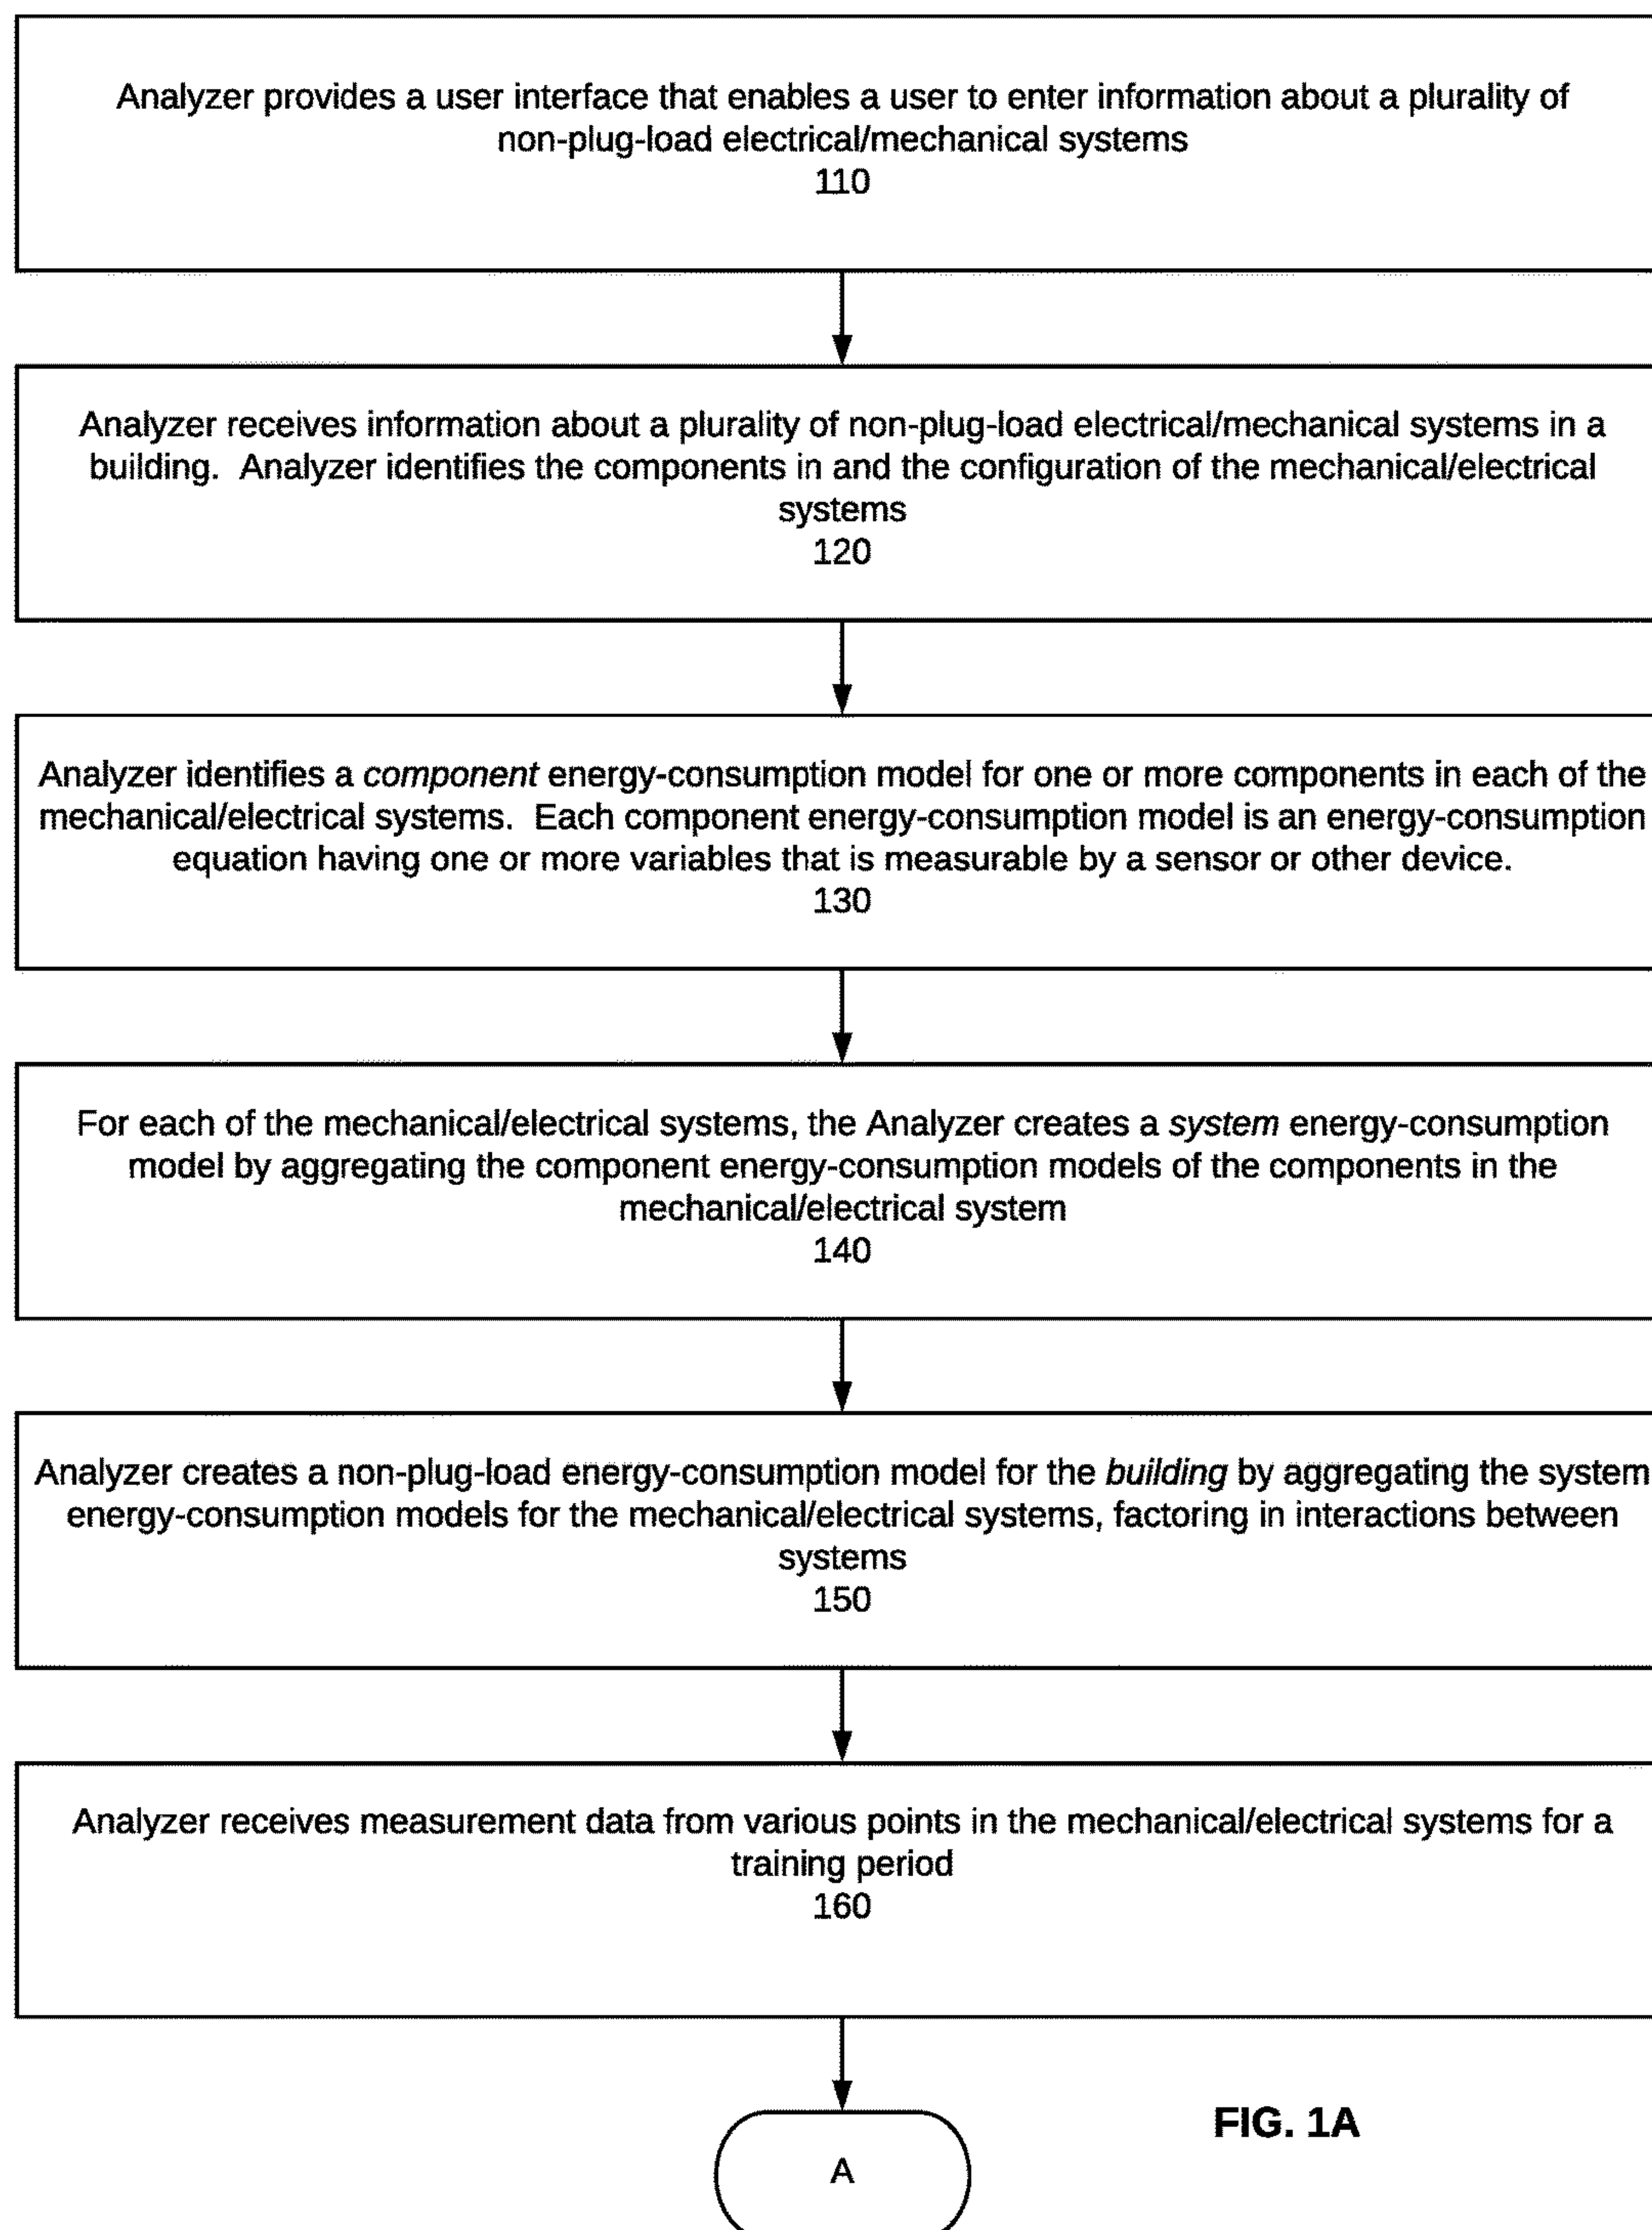 Analyzer provides a user interface that enables a user to enter information about a plurality of
non-plug-load electrical/mechanical systems
110
Analyzer receives information about a plurality of non-plug-load electrical/mechanical systems in a
building.  Analyzer identifies the components in and the configuration of the mechanical/electrical
systems
120
Analyzer identifies a component energy-consumption model for one or more components in each of the
mechanical/electrical systems.  Each component energy-consumption model is an energy-consumption
equation having one or more variables that is measurable by a sensor or other device.
130
For each of the mechanical/electrical systems, the Analyzer creates a system energy-consumption
model by aggregating the component energy-consumption models of the components in the
mechanical/electrical system
140
Analyzer creates a non-plug-load energy-consumption model for the building by aggregating the system
energy-consumption models for the mechanical/electrical systems, factoring in interactions between
systems
150
Analyzer receives measurement data from various points in the mechanical/electrical systems for a
training period
160
FIG. 1A
A